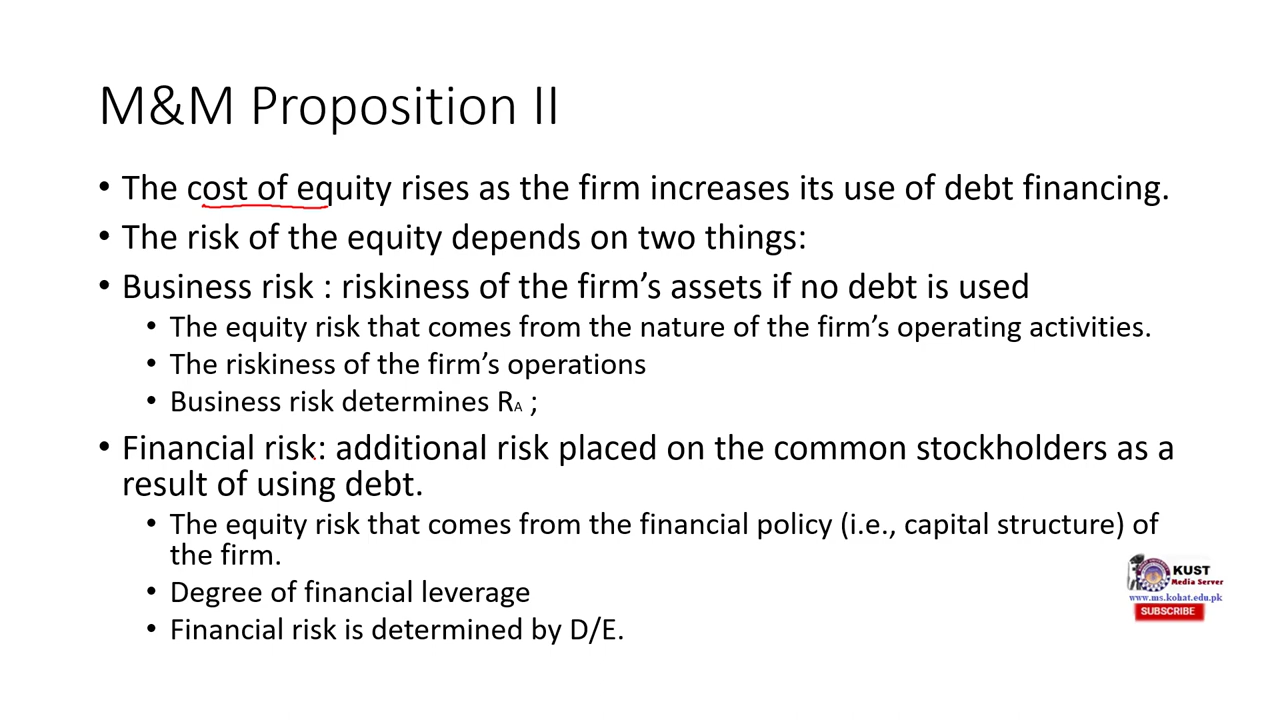 M&M Proposition II
• The cost of equity rises as the firm increases its use of debt financing.
• The risk of the equity depends on two things:
• Business risk : riskiness of the firm’s assets if no debt is used
• The equity risk that comes from the nature of the firm’s operating activities.
• The riskiness of the firm’s operations
• Business risk determines RA ;
• Financial risk: additional risk placed on the common stockholders as a
result of using debt.
• The equity risk that comes from the financial policy (i.e., capital structure) of
the firm.
• Degree of financial leverage
• Financial risk is determined by D/E.
KUST
Media Server
www.ms.kohat.edu.pk
SUBSCRIBE